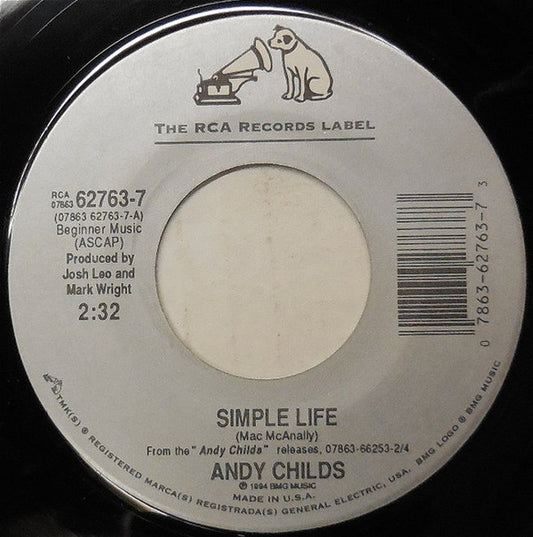 THE RCA RECORDS LABEL
RCA
07863 62763-7
(07863 62763-7-A)
Beginner Music
(ASCAP)
Produced by
Josh Leo and
Mark Wright
2:32
0 7863-62763-7 3
SIMPLE LIFE
(Mac McAnally)
From the "Andy Childs" releases, 07863-66253-2/4
ANDY CHILDS
℗ © 1994 BMG MUSIC
MADE IN U.S.A.
TMK(S) ® REGISTERED MARCA(S) REGISTRADA(S) GENERAL ELECTRIC, USA. BMG LOGO ® BMG MUSIC